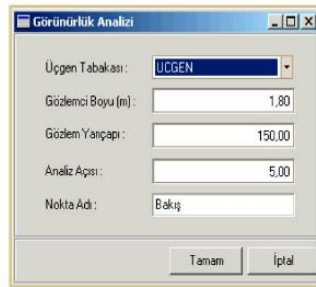 Görünürlük Analizi
Üçgen Tabakası : UCGEN
Gözlemci Boyu (m) : 1,80
Gözlem Yarıçapı : 150,00
Analiz Açısı : 5,00
Nokta Adı : Bakış
Tamam İptal